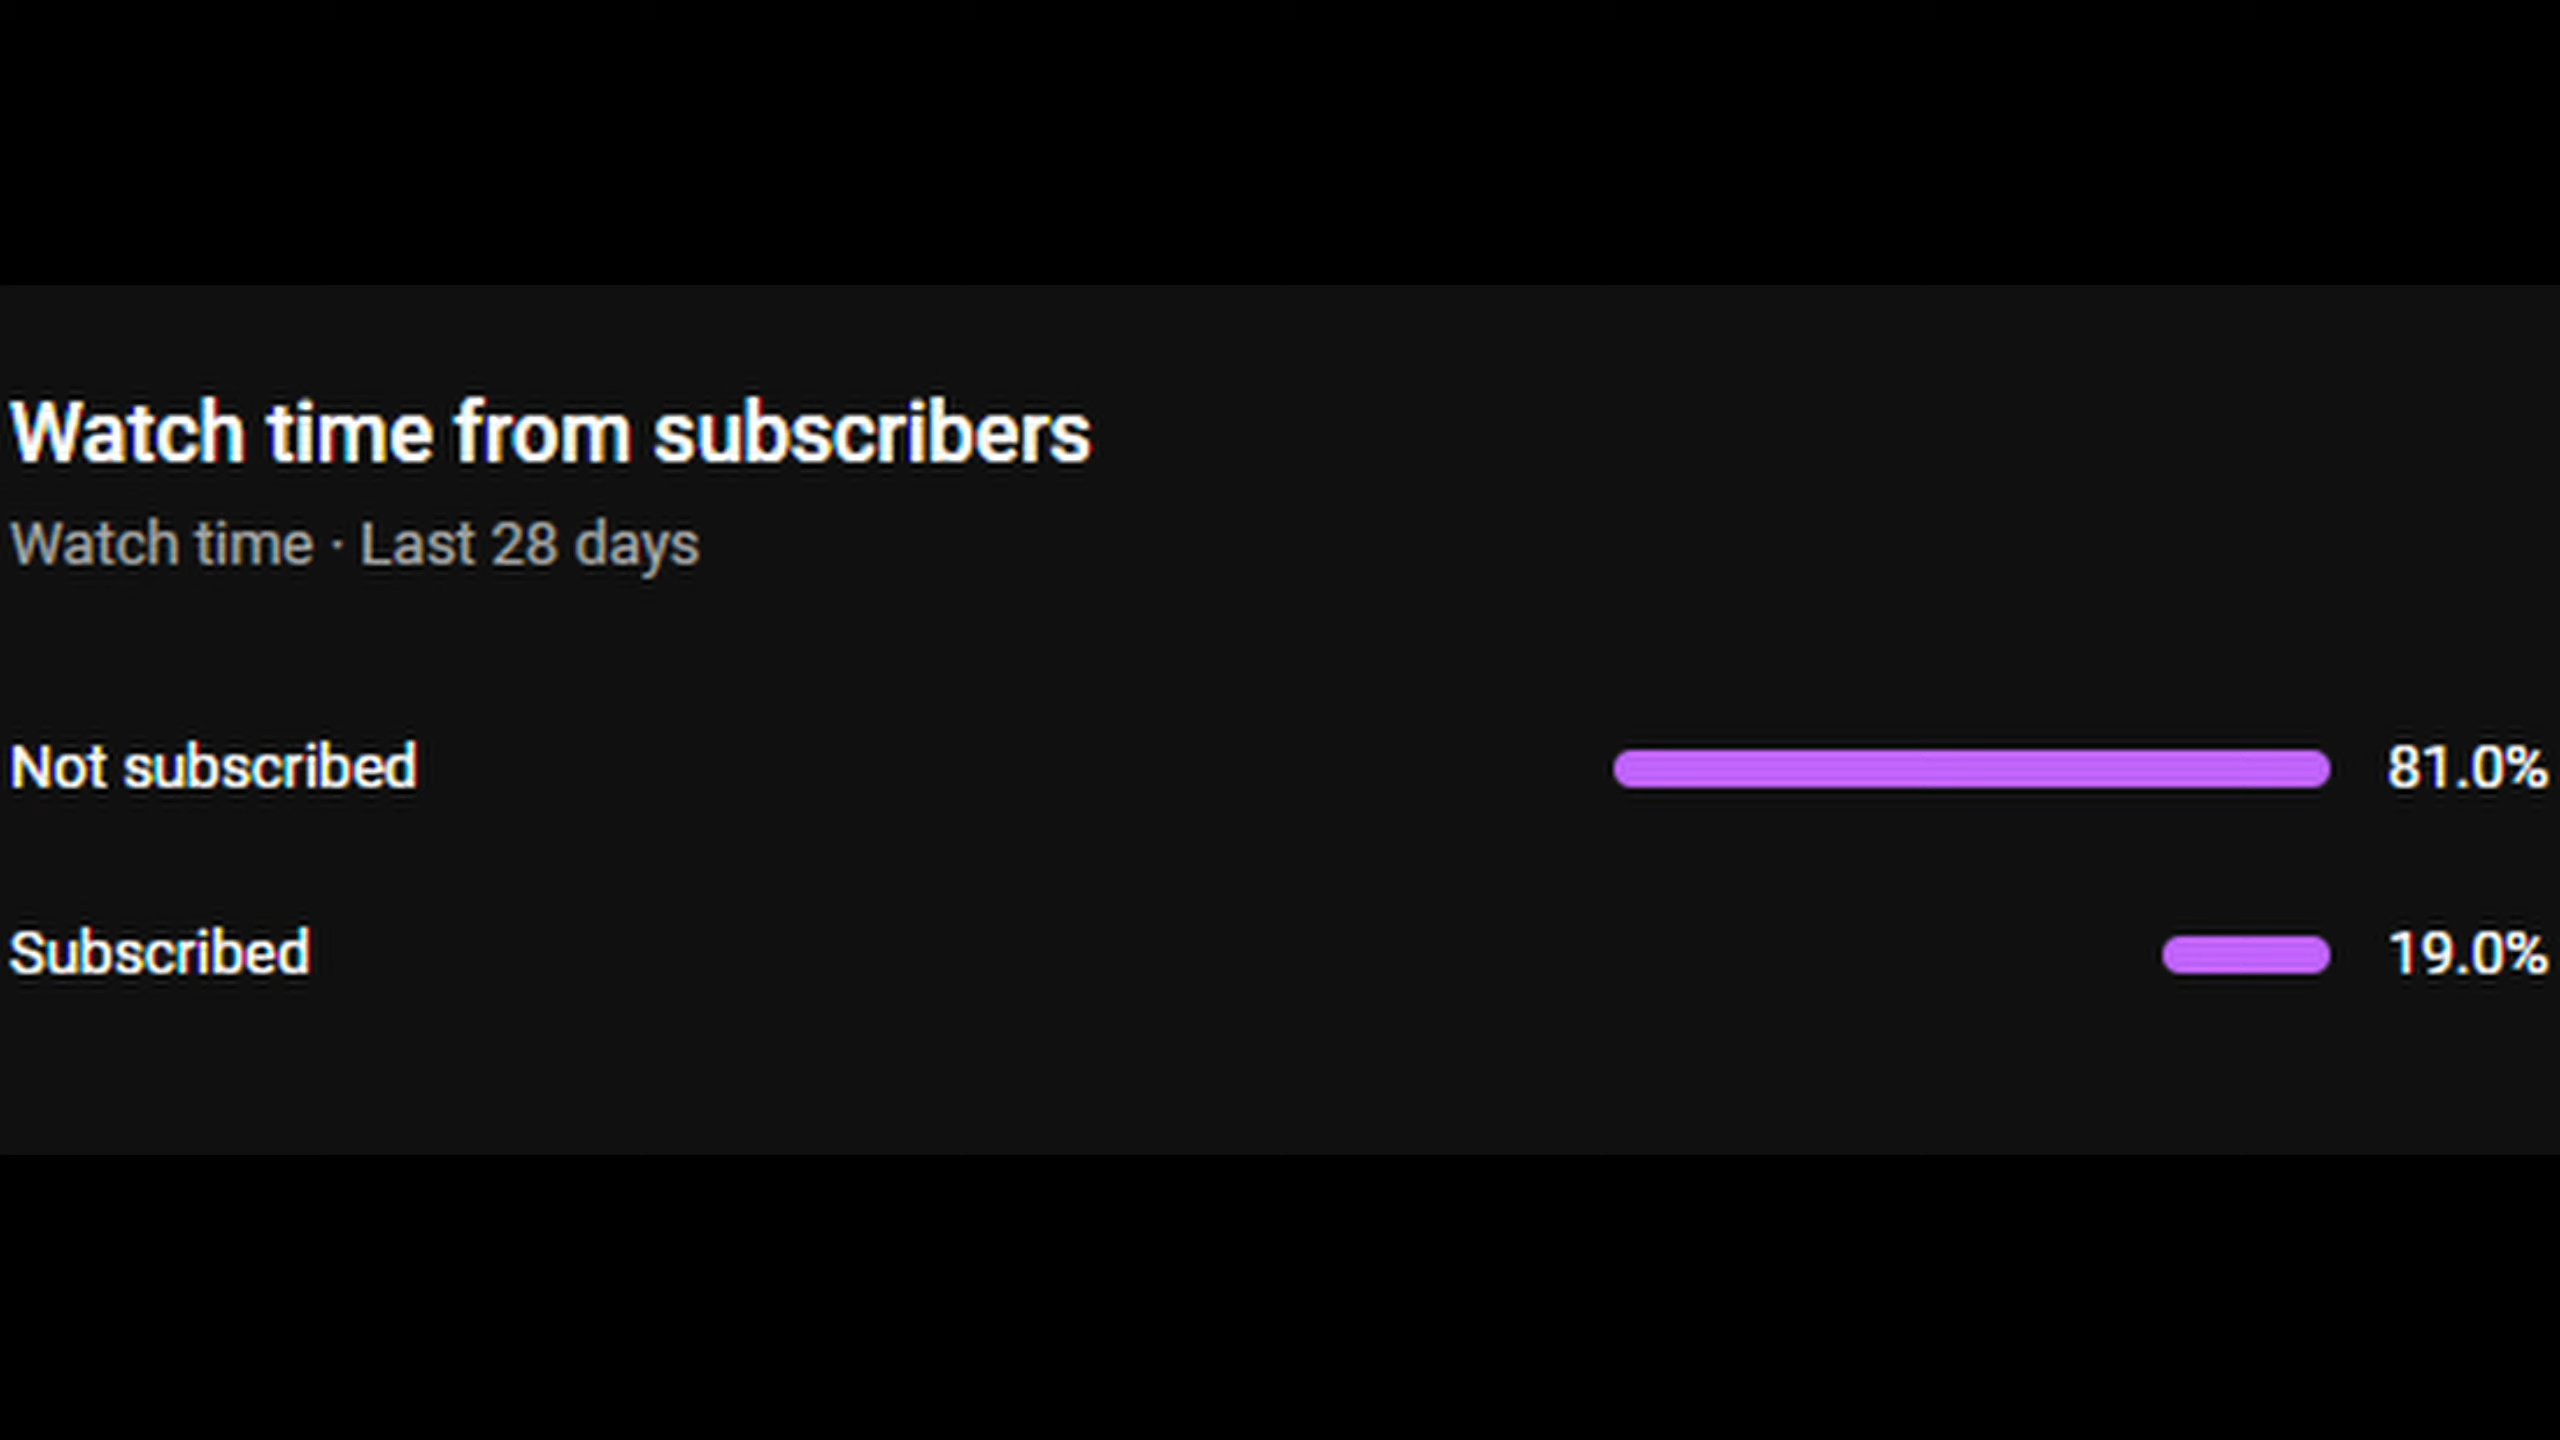 Watch time from subscribers
Watch time · Last 28 days
Not subscribed 81.0%
Subscribed 19.0%